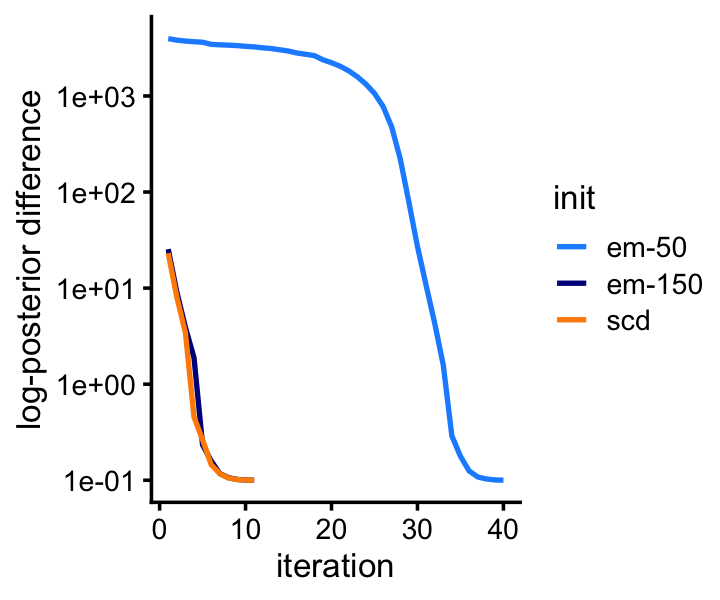 log-posterior difference
1e+03
1e+02
1e+01
1e+00
1e-01
0 10 20 30 40
iteration
init
em-50
em-150
scd